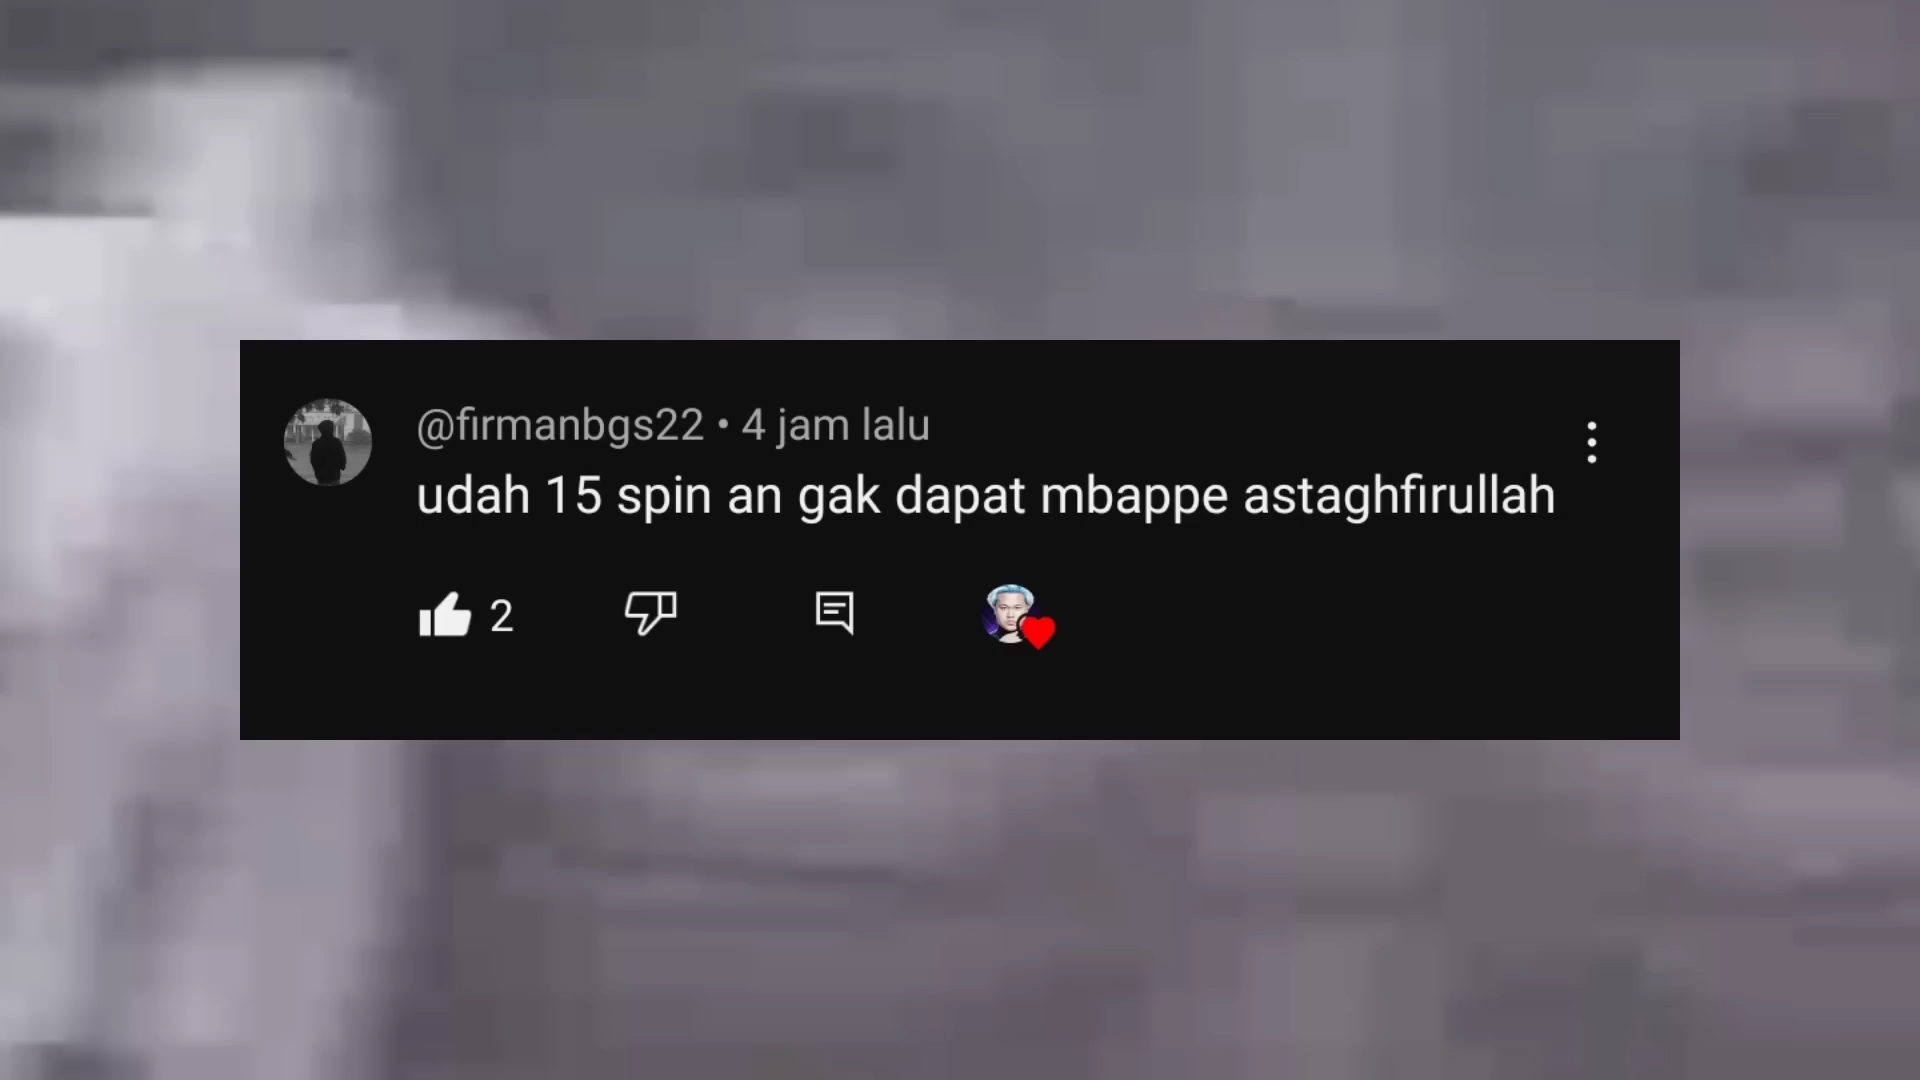 @firmanbgs22 • 4 jam lalu
udah 15 spin an gak dapat mbappe astaghfirullah
2